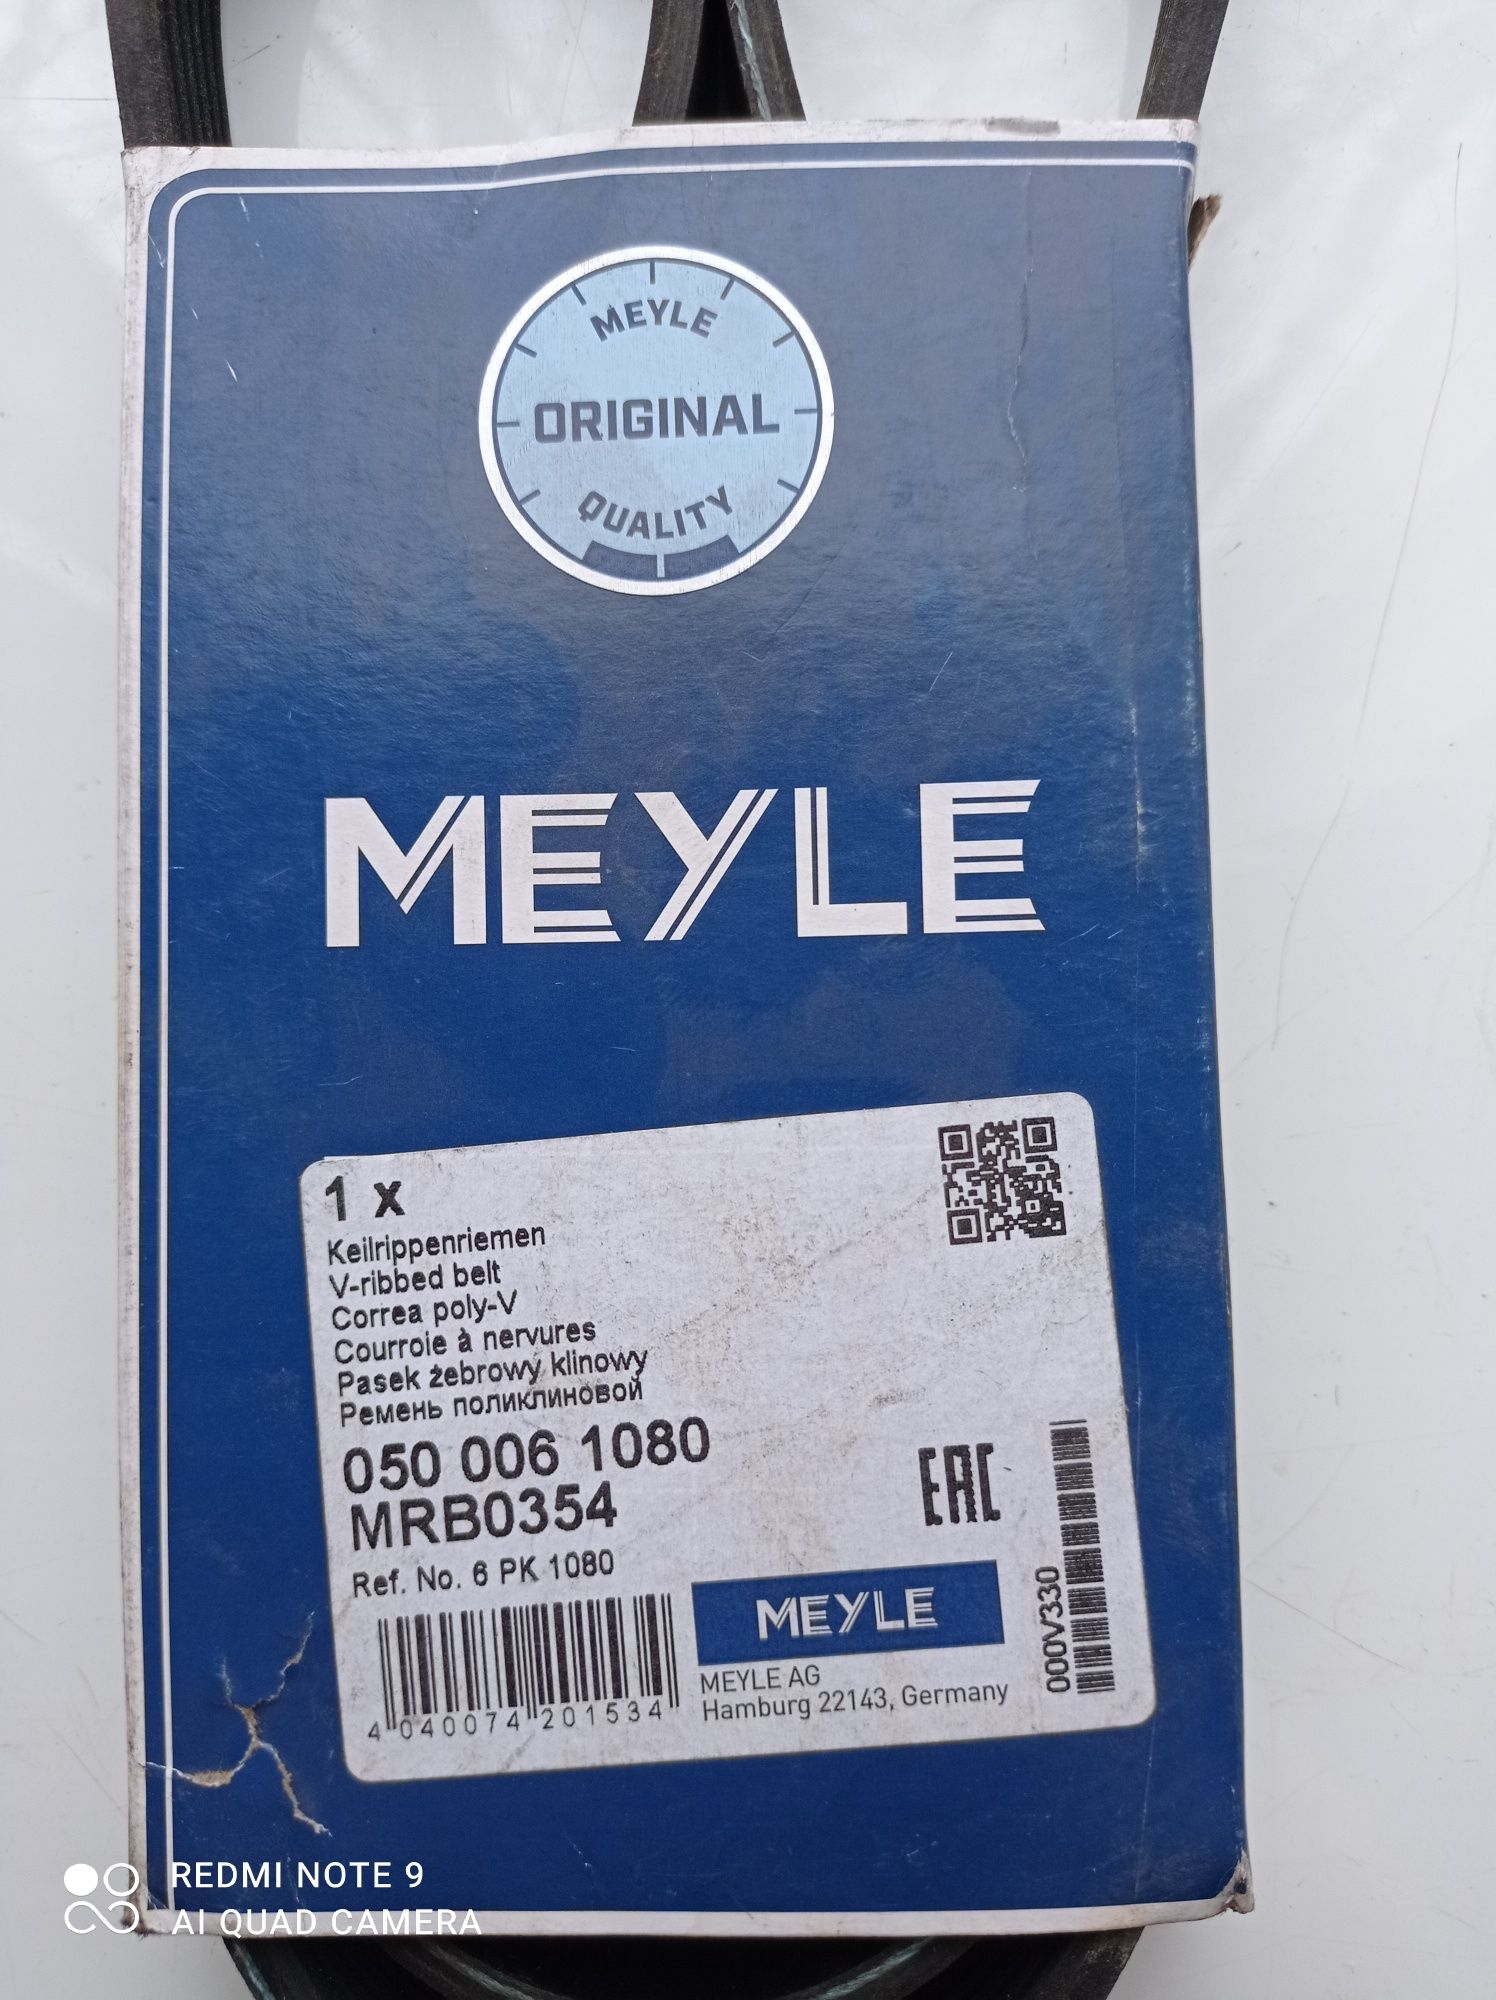 MEYLE
ORIGINAL
QUALITY
MEYLE
1 x
Keilrippenriemen
V-ribbed belt
Correa poly-V
Courroie à nervures
Pasek żebrowy klinowy
Ремень поликлиновой
050 006 1080
MRB0354
Ref. No. 6 PK 1080
EAC
000V330
MEYLE
MEYLE AG
Hamburg 22143, Germany
4 040074 201534
REDMI NOTE 9
AI QUAD CAMERA